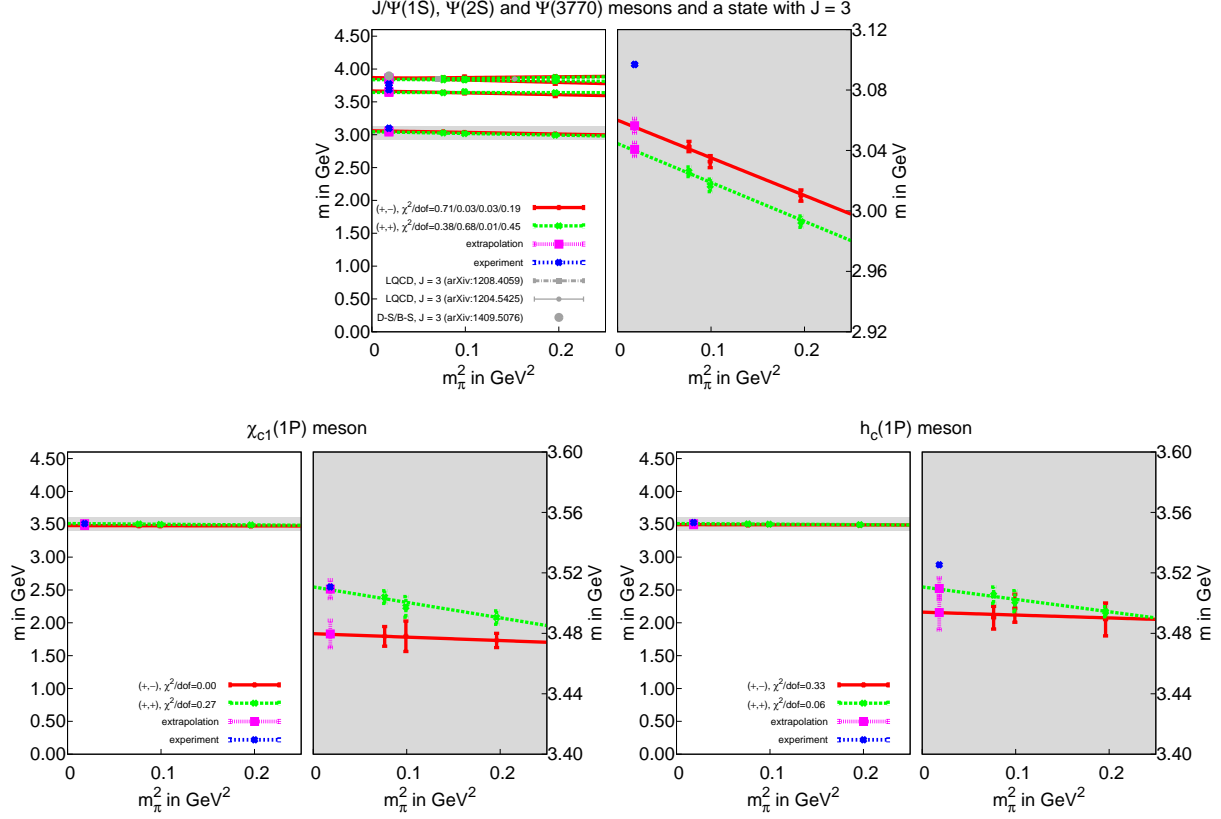 J/Ψ(1S), Ψ(2S) and Ψ(3770) mesons and a state with J = 3
4.50
4.00
3.50
3.00
2.50
2.00
1.50
1.00
0.50
0.00
m in GeV
(+,−), χ²/dof=0.71/0.03/0.03/0.19
(+,+), χ²/dof=0.38/0.68/0.01/0.45
extrapolation
experiment
LQCD, J = 3 (arXiv:1208.4059)
LQCD, J = 3 (arXiv:1204.5425)
D-S/B-S, J = 3 (arXiv:1409.5076)
0 0.1 0.2
m_π² in GeV²
3.12
3.08
3.04
3.00
2.96
2.92
m in GeV
0 0.1 0.2
m_π² in GeV²
χ_c1(1P) meson
4.50
4.00
3.50
3.00
2.50
2.00
1.50
1.00
0.50
0.00
m in GeV
(+,−), χ²/dof=0.00
(+,+), χ²/dof=0.27
extrapolation
experiment
0 0.1 0.2
m_π² in GeV²
3.60
3.56
3.52
3.48
3.44
3.40
m in GeV
0 0.1 0.2
m_π² in GeV²
h_c(1P) meson
4.50
4.00
3.50
3.00
2.50
2.00
1.50
1.00
0.50
0.00
m in GeV
(+,−), χ²/dof=0.33
(+,+), χ²/dof=0.06
extrapolation
experiment
0 0.1 0.2
m_π² in GeV²
3.60
3.56
3.52
3.48
3.44
3.40
m in GeV
0 0.1 0.2
m_π² in GeV²